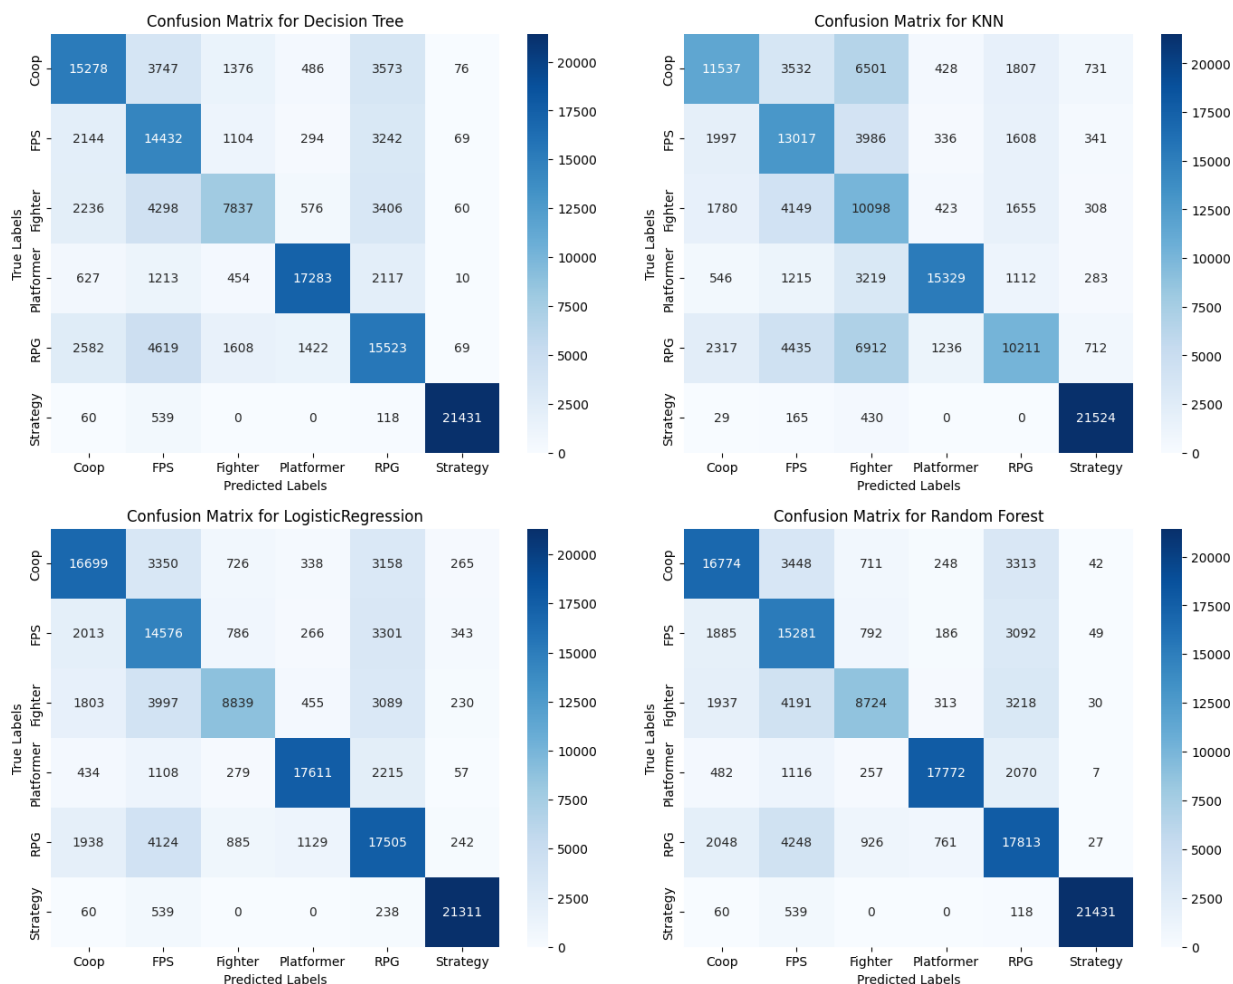 Confusion Matrix for Decision Tree
True Labels
Coop 15278 3747 1376 486 3573 76
FPS 2144 14432 1104 294 3242 69
Fighter 2236 4298 7837 576 3406 60
Platformer 627 1213 454 17283 2117 10
RPG 2582 4619 1608 1422 15523 69
Strategy 60 539 0 0 118 21431
Coop FPS Fighter Platformer RPG Strategy
Predicted Labels
20000
17500
15000
12500
10000
7500
5000
2500
0
Confusion Matrix for KNN
True Labels
Coop 11537 3532 6501 428 1807 731
FPS 1997 13017 3986 336 1608 341
Fighter 1780 4149 10098 423 1655 308
Platformer 546 1215 3219 15329 1112 283
RPG 2317 4435 6912 1236 10211 712
Strategy 29 165 430 0 0 21524
Coop FPS Fighter Platformer RPG Strategy
Predicted Labels
20000
17500
15000
12500
10000
7500
5000
2500
0
Confusion Matrix for LogisticRegression
True Labels
Coop 16699 3350 726 338 3158 265
FPS 2013 14576 786 266 3301 343
Fighter 1803 3997 8839 455 3089 230
Platformer 434 1108 279 17611 2215 57
RPG 1938 4124 885 1129 17505 242
Strategy 60 539 0 0 238 21311
Coop FPS Fighter Platformer RPG Strategy
Predicted Labels
20000
17500
15000
12500
10000
7500
5000
2500
0
Confusion Matrix for Random Forest
True Labels
Coop 16774 3448 711 248 3313 42
FPS 1885 15281 792 186 3092 49
Fighter 1937 4191 8724 313 3218 30
Platformer 482 1116 257 17772 2070 7
RPG 2048 4248 926 761 17813 27
Strategy 60 539 0 0 118 21431
Coop FPS Fighter Platformer RPG Strategy
Predicted Labels
20000
17500
15000
12500
10000
7500
5000
2500
0